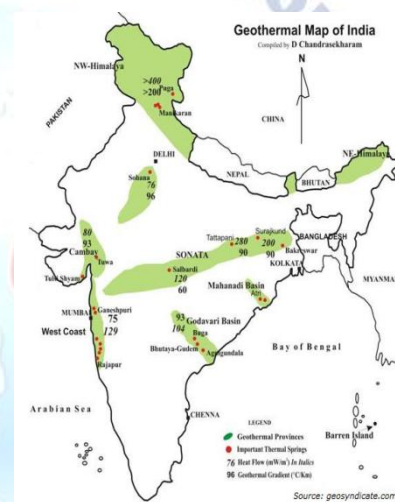 Geothermal Map of India
Compiled by D Chandrasekharam
N
NW-Himalaya
>400
>200
Puga
Manikaran
PAKISTAN
CHINA
DELHI
NEPAL
BHUTAN
NE-Himalaya
Sohana
76
96
BANGLADESH
80
93
Cambay
Tuwa
Tulsi Shyam
SONATA
Tattapani
280
90
Surajkund
200
90
Bakreswar
KOLKATA
MYANMAR
Salbardi
120
60
Mahanadi Basin
Atri
MUMBAI
Ganeshpuri
75
129
West Coast
Rajapur
93
104
Godavari Basin
Buga
Bhutaya-Gudem
Agnigundala
Bay of Bengal
Arabian Sea
CHENNA
Barren Island
LEGEND
Geothermal Provinces
Important Thermal Springs
76 Heat Flow (mW/m²) In Italics
96 Geothermal Gradient (°C/Km)
Source: geosyndicate.com